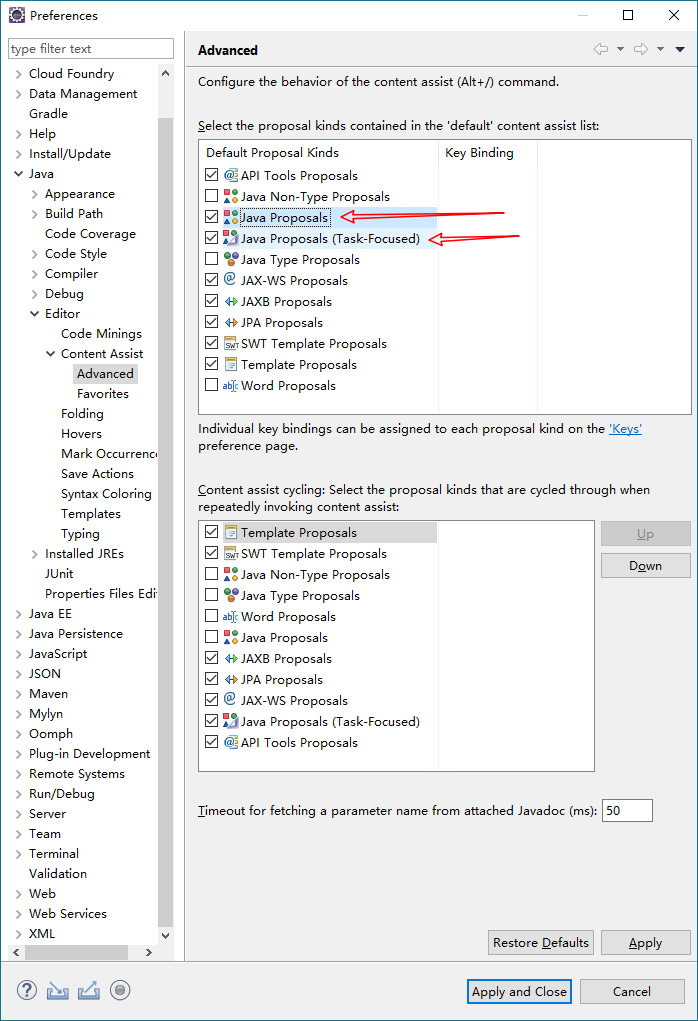 Preferences
type filter text
Cloud Foundry
Data Management
Gradle
Help
Install/Update
Java
Appearance
Build Path
Code Coverage
Code Style
Compiler
Debug
Editor
Code Minings
Content Assist
Advanced
Favorites
Folding
Hovers
Mark Occurrenc
Save Actions
Syntax Coloring
Templates
Typing
Installed JREs
JUnit
Properties Files Edi
Java EE
Java Persistence
JavaScript
JSON
Maven
Mylyn
Oomph
Plug-in Development
Remote Systems
Run/Debug
Server
Team
Terminal
Validation
Web
Web Services
XML
Advanced
Configure the behavior of the content assist (Alt+/) command.
Select the proposal kinds contained in the 'default' content assist list:
Default Proposal Kinds Key Binding
API Tools Proposals
Java Non-Type Proposals
Java Proposals
Java Proposals (Task-Focused)
Java Type Proposals
JAX-WS Proposals
JAXB Proposals
JPA Proposals
SWT Template Proposals
Template Proposals
Word Proposals
Individual key bindings can be assigned to each proposal kind on the 'Keys'
preference page.
Content assist cycling: Select the proposal kinds that are cycled through when
repeatedly invoking content assist:
Template Proposals
SWT Template Proposals
Java Non-Type Proposals
Java Type Proposals
Word Proposals
Java Proposals
JAXB Proposals
JPA Proposals
JAX-WS Proposals
Java Proposals (Task-Focused)
API Tools Proposals
Up
Down
Timeout for fetching a parameter name from attached Javadoc (ms): 50
Restore Defaults Apply
Apply and Close Cancel